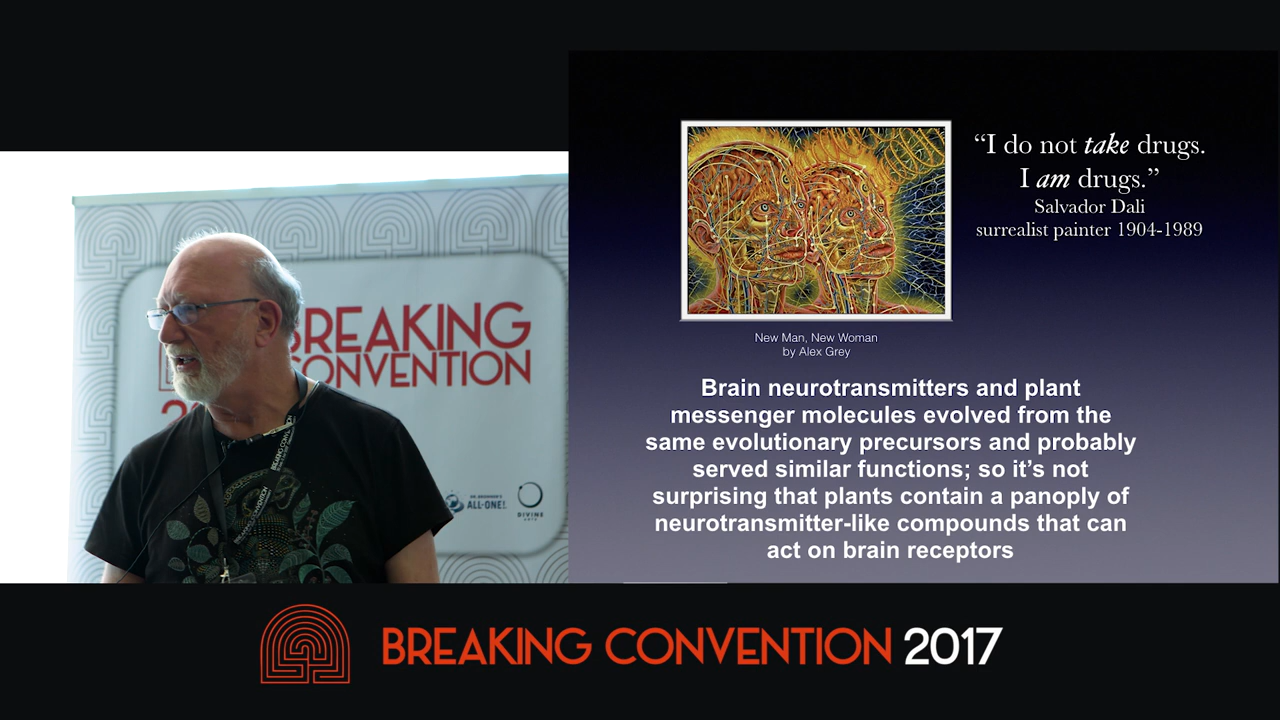 BREAKING
CONVENTION
ALL-ONE!
DIVINE
ARTS
“I do not take drugs.
I am drugs.”
Salvador Dali
surrealist painter 1904-1989
New Man, New Woman
by Alex Grey
Brain neurotransmitters and plant
messenger molecules evolved from the
same evolutionary precursors and probably
served similar functions; so it’s not
surprising that plants contain a panoply of
neurotransmitter-like compounds that can
act on brain receptors
BREAKING CONVENTION 2017